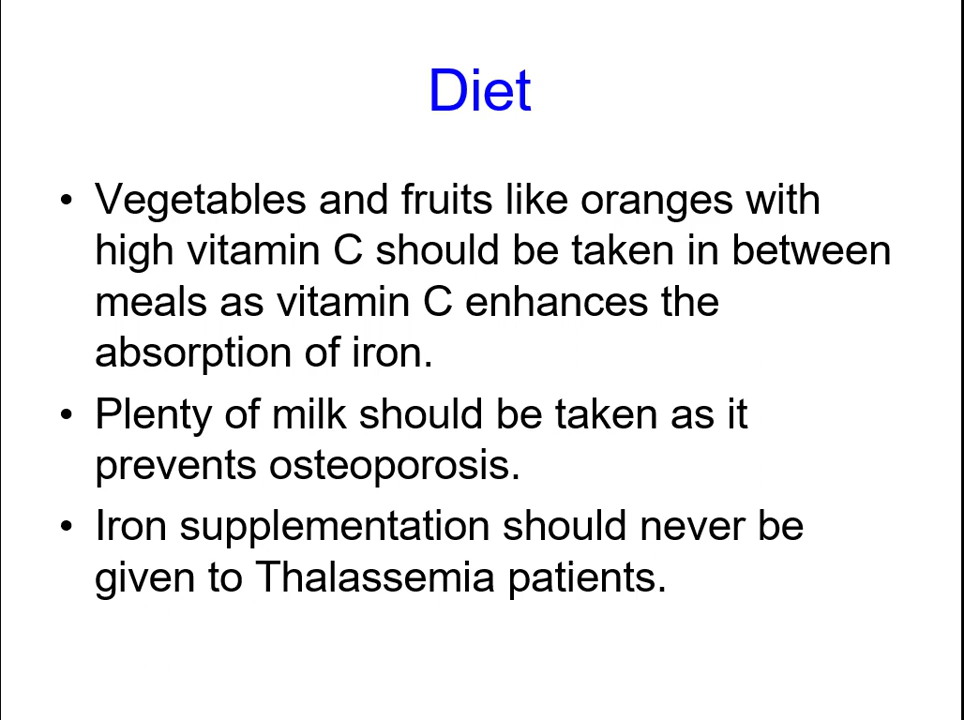 Diet
• Vegetables and fruits like oranges with
high vitamin C should be taken in between
meals as vitamin C enhances the
absorption of iron.
• Plenty of milk should be taken as it
prevents osteoporosis.
• Iron supplementation should never be
given to Thalassemia patients.